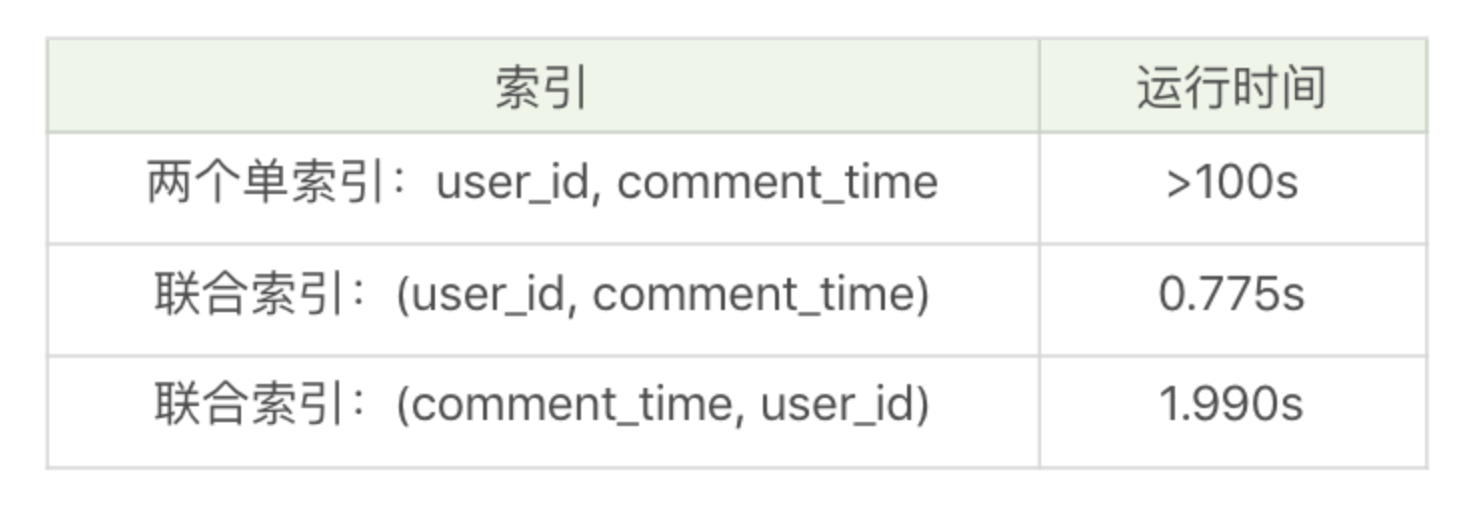 索引 运行时间
两个单索引：user_id, comment_time >100s
联合索引：(user_id, comment_time) 0.775s
联合索引：(comment_time, user_id) 1.990s